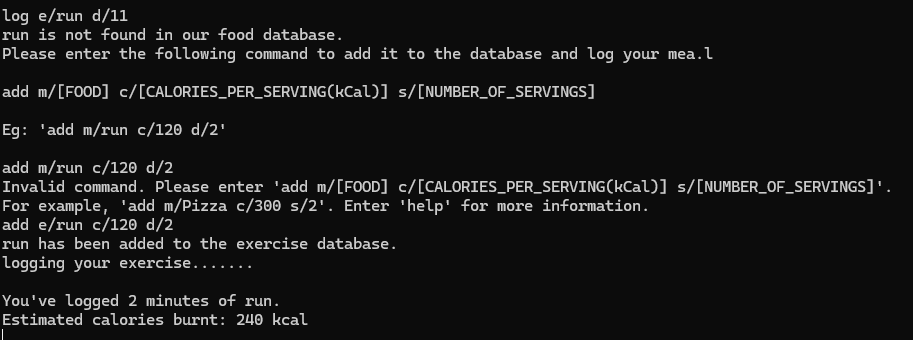 log e/run d/11
run is not found in our food database.
Please enter the following command to add it to the database and log your mea.l
add m/[FOOD] c/[CALORIES_PER_SERVING(kCal)] s/[NUMBER_OF_SERVINGS]
Eg: 'add m/run c/120 d/2'
add m/run c/120 d/2
Invalid command. Please enter 'add m/[FOOD] c/[CALORIES_PER_SERVING(kCal)] s/[NUMBER_OF_SERVINGS]'.
For example, 'add m/Pizza c/300 s/2'. Enter 'help' for more information.
add e/run c/120 d/2
run has been added to the exercise database.
logging your exercise.......
You've logged 2 minutes of run.
Estimated calories burnt: 240 kcal